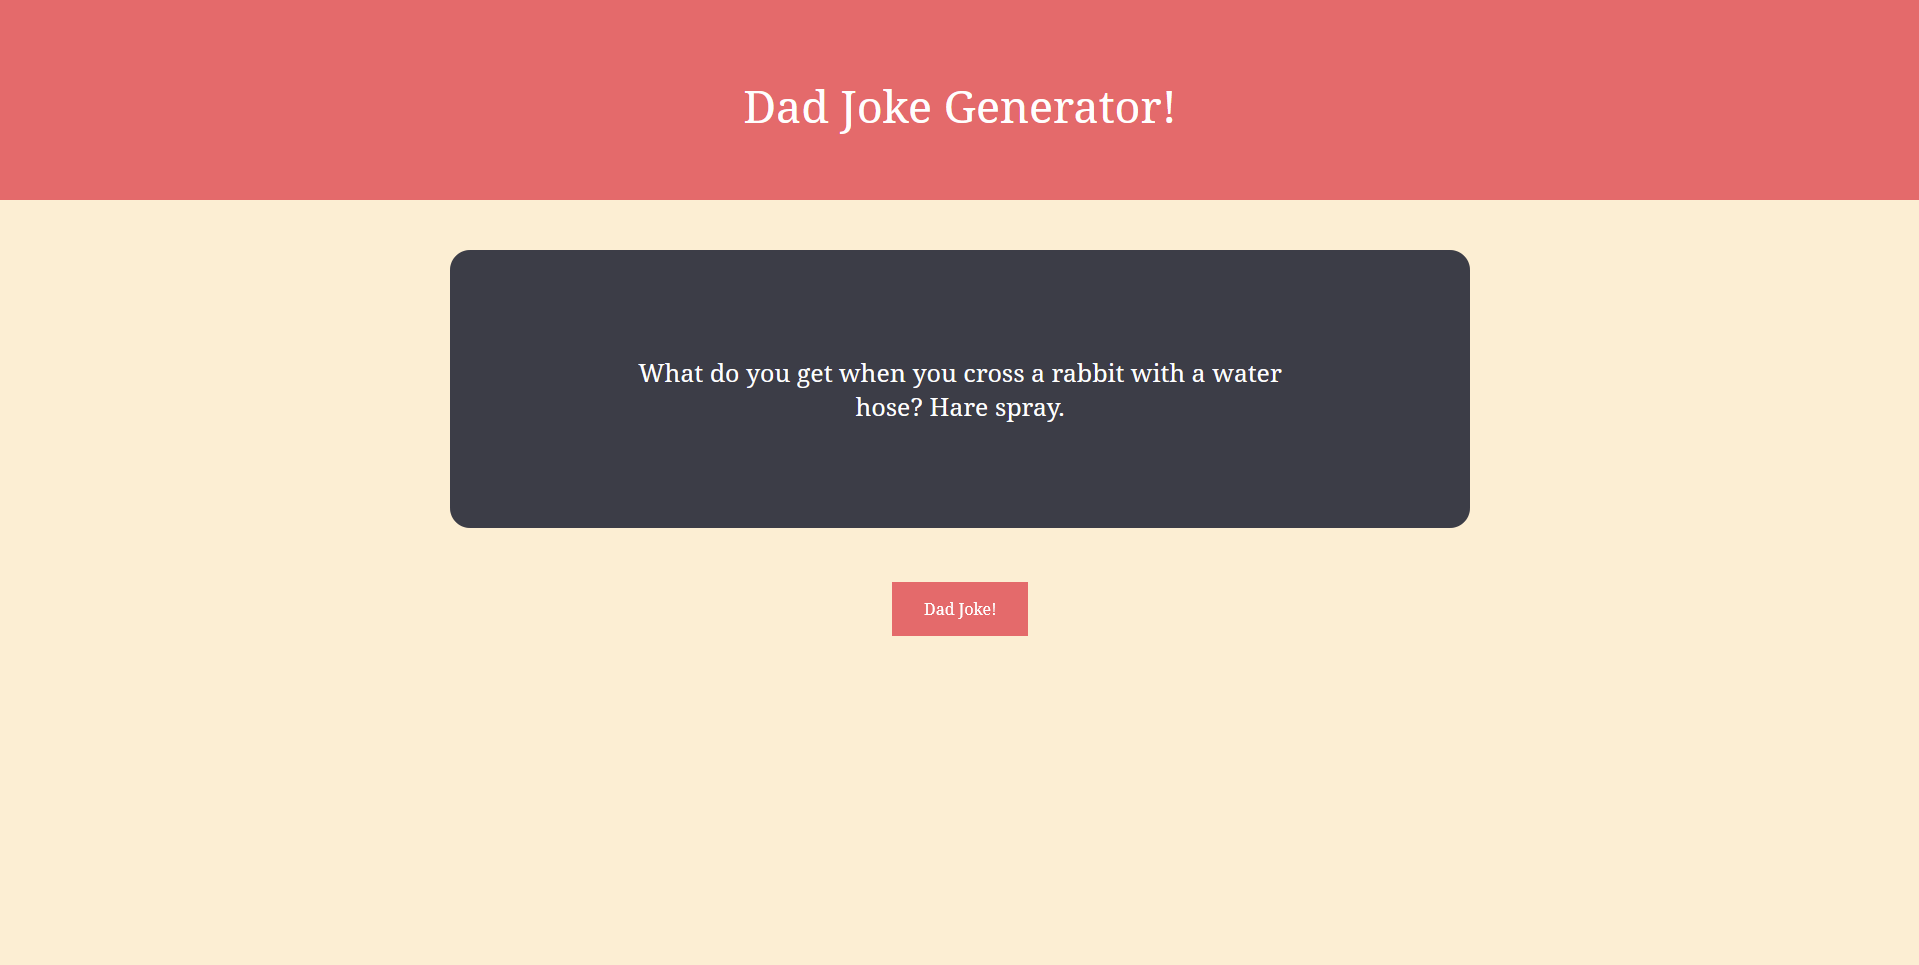 Dad Joke Generator!
What do you get when you cross a rabbit with a water
hose? Hare spray.
Dad Joke!